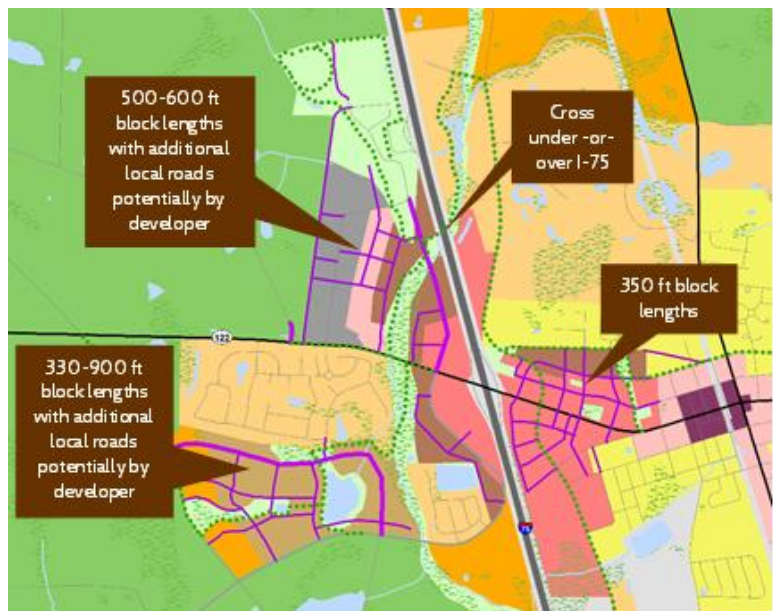 500-600 ft
block lengths
with additional
local roads
potentially by
developer
Cross
under -or-
over I-75
350 ft block
lengths
122
330-900 ft
block lengths
with additional
local roads
potentially by
developer
75